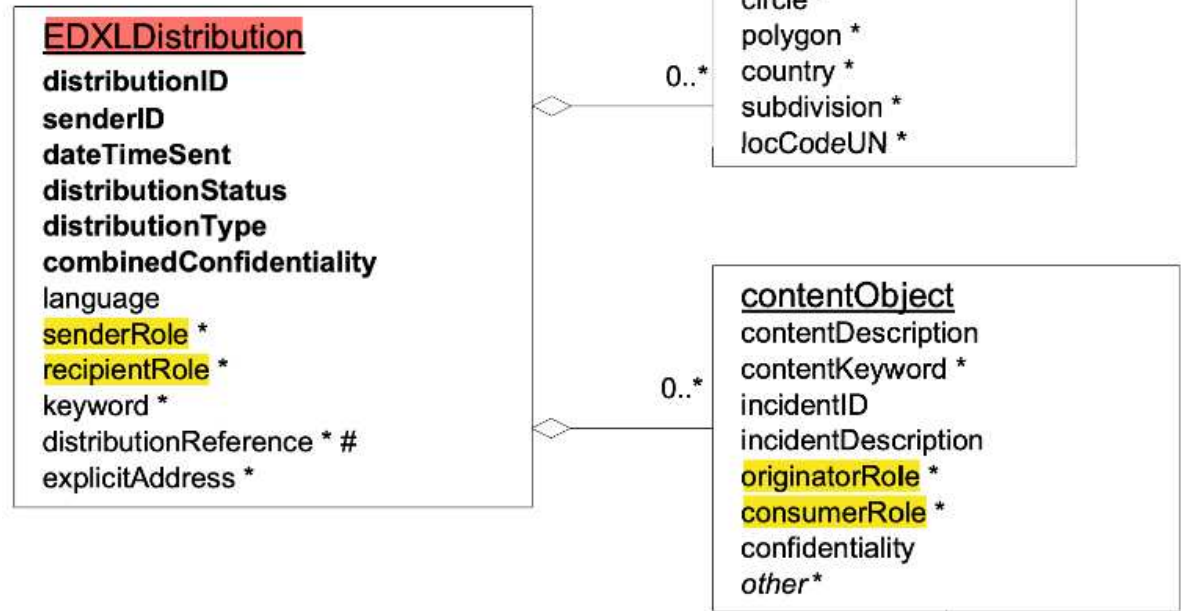 EDXLDistribution
distributionID
senderID
dateTimeSent
distributionStatus
distributionType
combinedConfidentiality
language
senderRole *
recipientRole *
keyword *
distributionReference * #
explicitAddress *
0..*
circle *
polygon *
country *
subdivision *
locCodeUN *
0..*
contentObject
contentDescription
contentKeyword *
incidentID
incidentDescription
originatorRole *
consumerRole *
confidentiality
other*